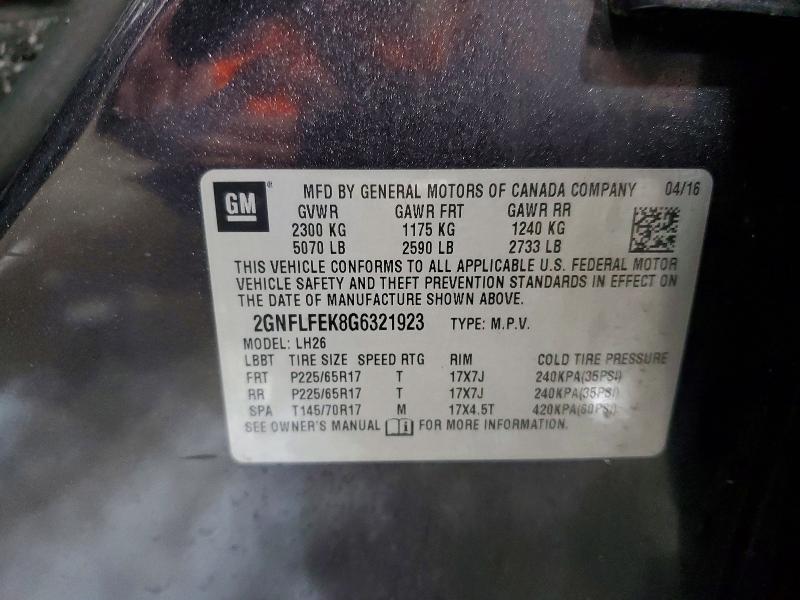 GM ® MFD BY GENERAL MOTORS OF CANADA COMPANY 04/16
GVWR GAWR FRT GAWR RR
2300 KG 1175 KG 1240 KG
5070 LB 2590 LB 2733 LB
THIS VEHICLE CONFORMS TO ALL APPLICABLE U.S. FEDERAL MOTOR
VEHICLE SAFETY AND THEFT PREVENTION STANDARDS IN EFFECT ON
THE DATE OF MANUFACTURE SHOWN ABOVE.
2GNFLFEK8G6321923 TYPE: M.P.V.
MODEL: LH26
LBBT TIRE SIZE SPEED RTG RIM COLD TIRE PRESSURE
FRT P225/65R17 T 17X7J 240KPA(35PSI)
RR P225/65R17 T 17X7J 240KPA(35PSI)
SPA T145/70R17 M 17X4.5T 420KPA(60PSI)
SEE OWNER'S MANUAL i FOR MORE INFORMATION.